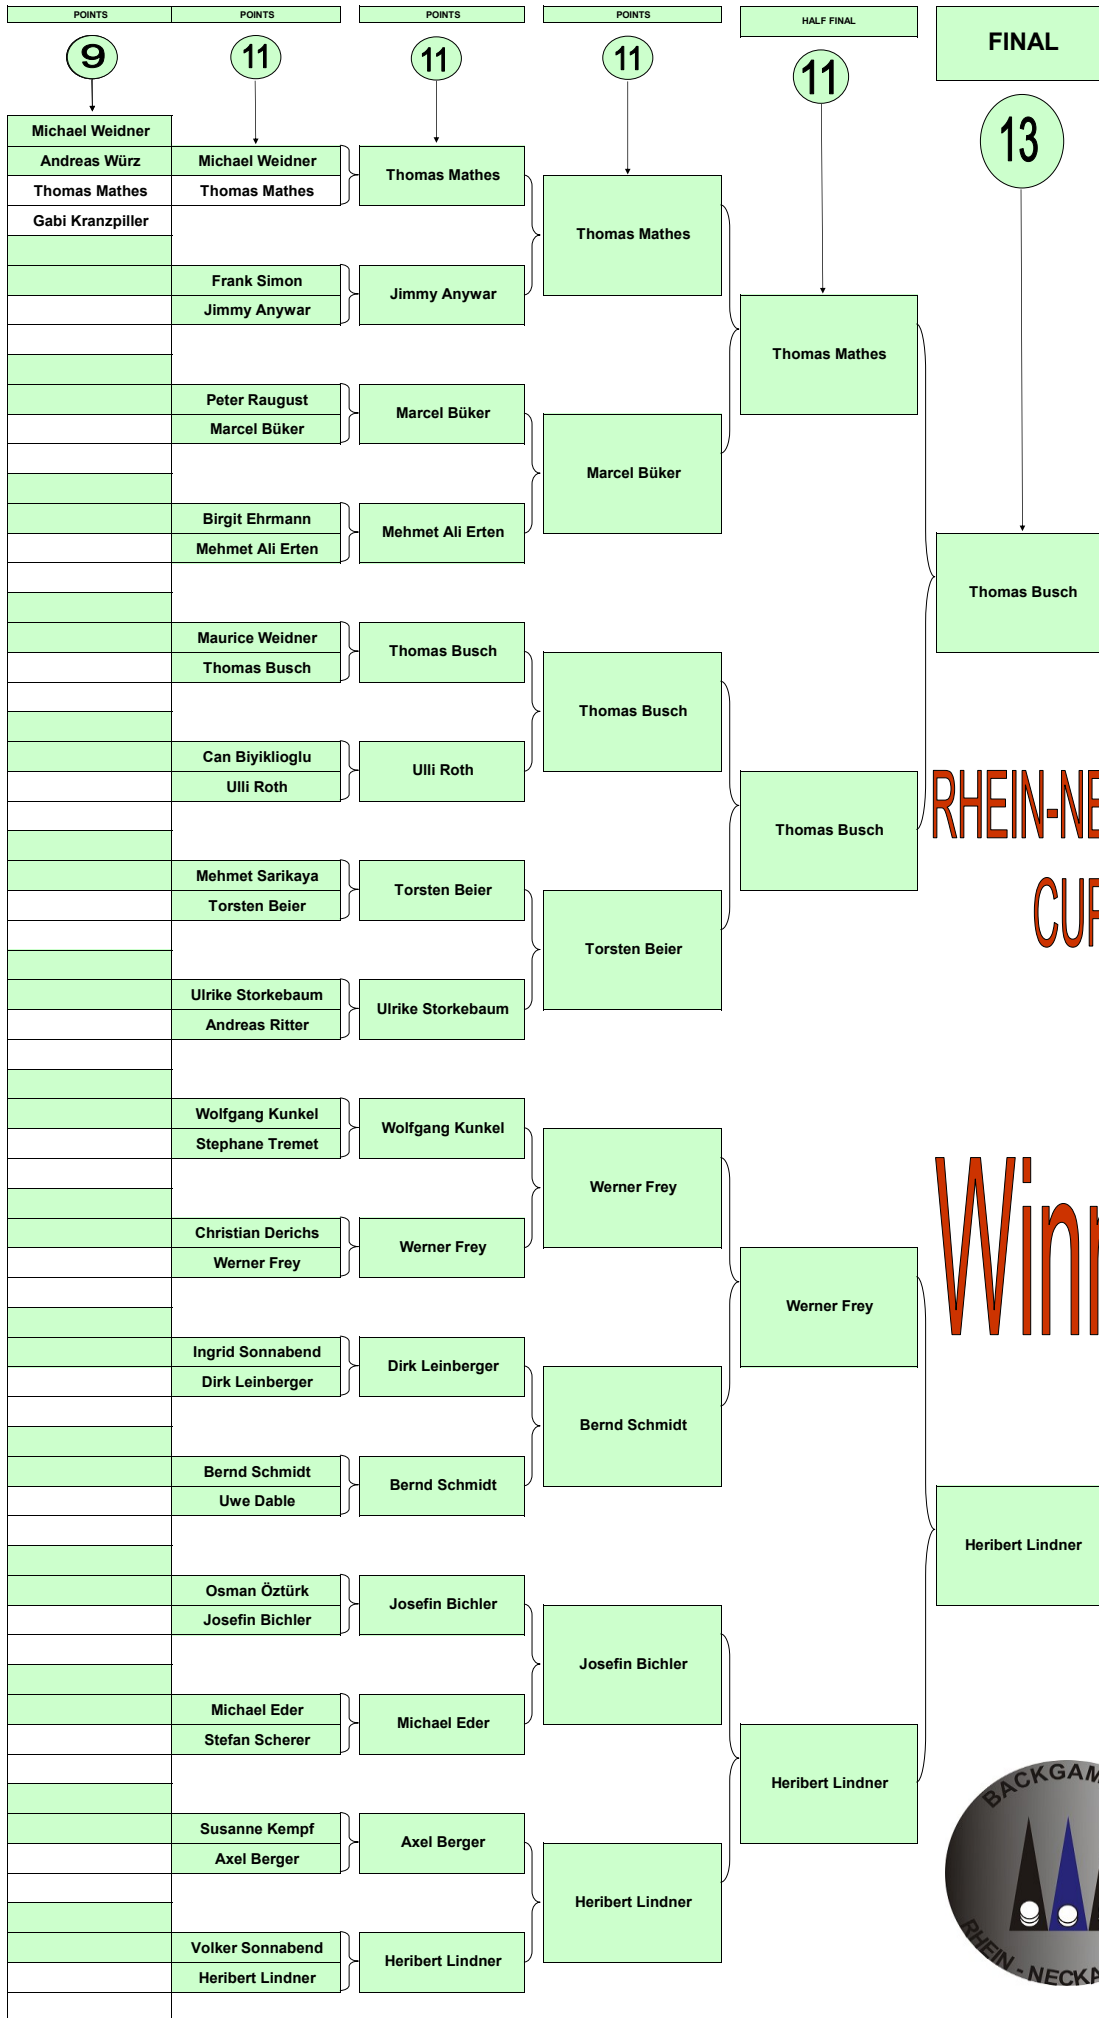 POINTS
POINTS
POINTS
POINTS
HALF FINAL
FINAL
9
11
11
11
11
13
Michael Weidner
Andreas Würz
Thomas Mathes
Gabi Kranzpiller
Michael Weidner
Thomas Mathes
Frank Simon
Jimmy Anywar
Peter Raugust
Marcel Büker
Birgit Ehrmann
Mehmet Ali Erten
Maurice Weidner
Thomas Busch
Can Biyiklioglu
Ulli Roth
Mehmet Sarikaya
Torsten Beier
Ulrike Storkebaum
Andreas Ritter
Wolfgang Kunkel
Stephane Tremet
Christian Derichs
Werner Frey
Ingrid Sonnabend
Dirk Leinberger
Bernd Schmidt
Uwe Dable
Osman Öztürk
Josefin Bichler
Michael Eder
Stefan Scherer
Susanne Kempf
Axel Berger
Volker Sonnabend
Heribert Lindner
Thomas Mathes
Jimmy Anywar
Marcel Büker
Mehmet Ali Erten
Thomas Busch
Ulli Roth
Torsten Beier
Ulrike Storkebaum
Wolfgang Kunkel
Werner Frey
Dirk Leinberger
Bernd Schmidt
Josefin Bichler
Michael Eder
Axel Berger
Heribert Lindner
Thomas Mathes
Marcel Büker
Thomas Busch
Torsten Beier
Werner Frey
Bernd Schmidt
Josefin Bichler
Heribert Lindner
Thomas Mathes
Thomas Busch
Werner Frey
Heribert Lindner
Thomas Busch
Heribert Lindner
RHEIN-NE
CUP
Winn
BACKGAM
RHEIN - NECKA